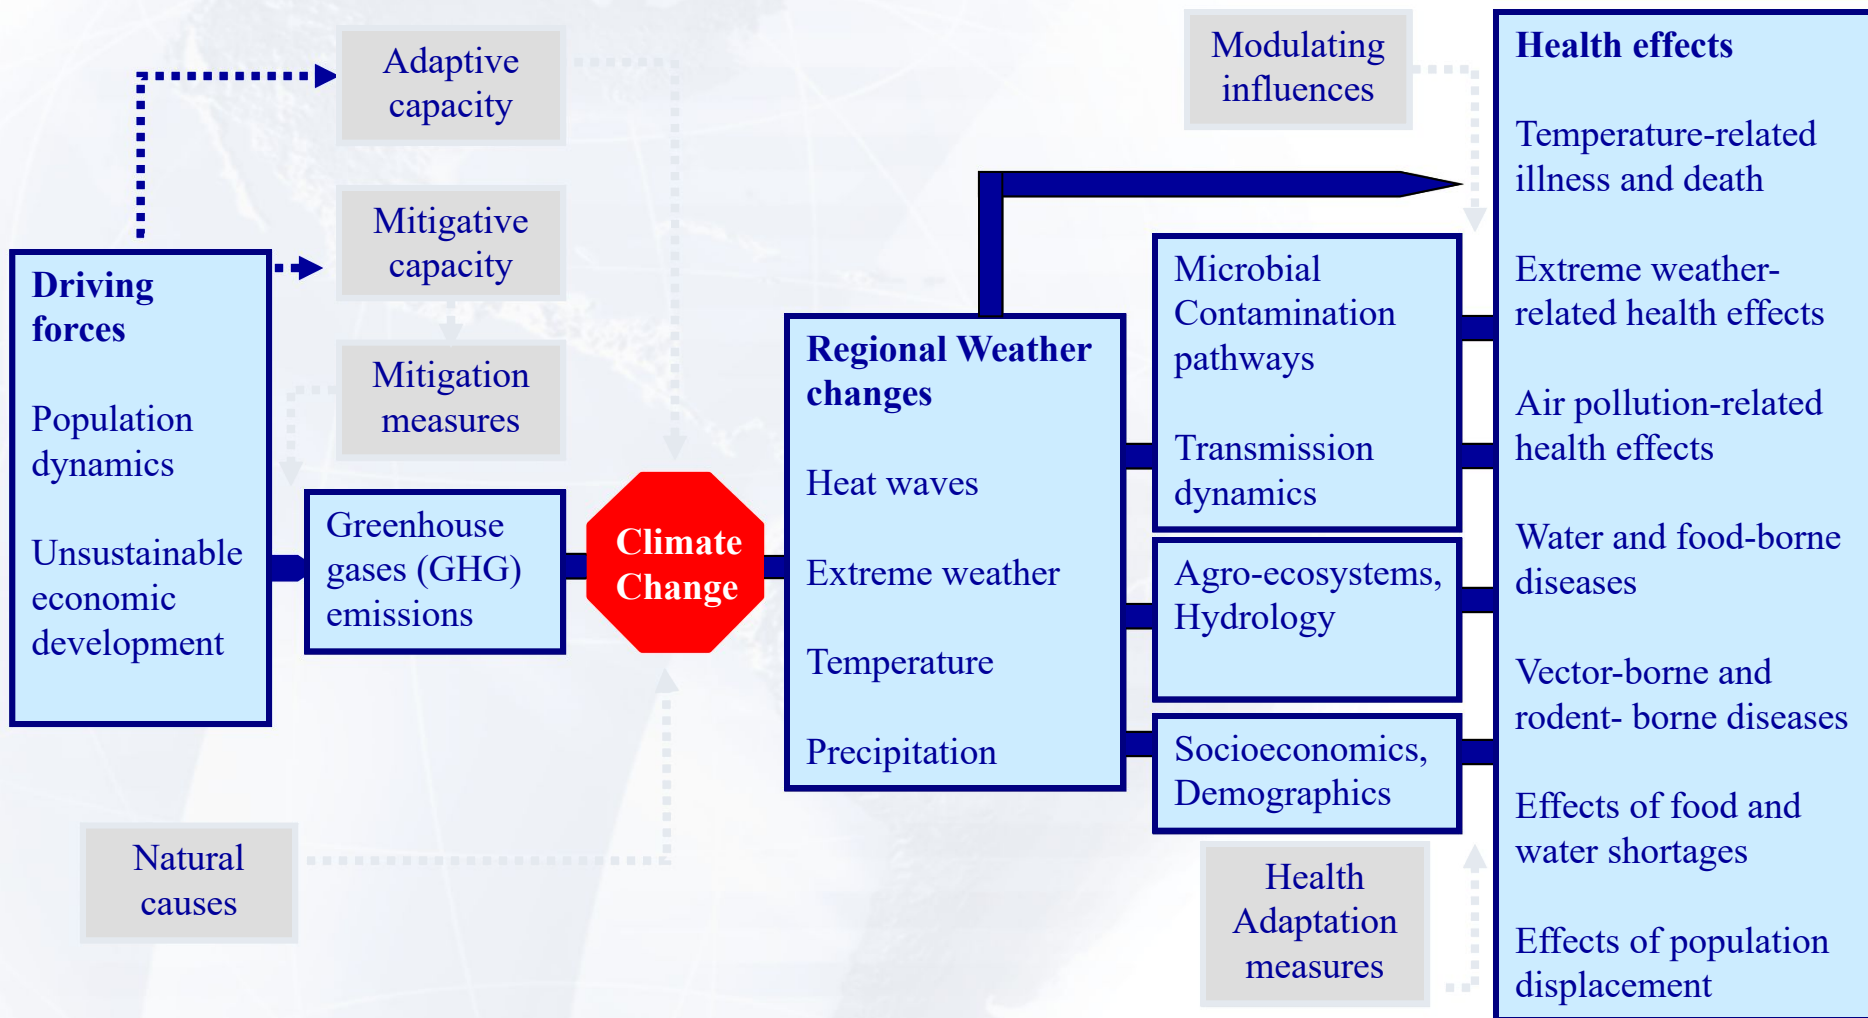 Adaptive
capacity
Mitigative
capacity
Mitigation
measures
Driving
forces
Population
dynamics
Unsustainable
economic
development
Greenhouse
gases (GHG)
emissions
Climate
Change
Natural
causes
Regional Weather
changes
Heat waves
Extreme weather
Temperature
Precipitation
Modulating
influences
Microbial
Contamination
pathways
Transmission
dynamics
Agro-ecosystems,
Hydrology
Socioeconomics,
Demographics
Health
Adaptation
measures
Health effects
Temperature-related
illness and death
Extreme weather-
related health effects
Air pollution-related
health effects
Water and food-borne
diseases
Vector-borne and
rodent- borne diseases
Effects of food and
water shortages
Effects of population
displacement